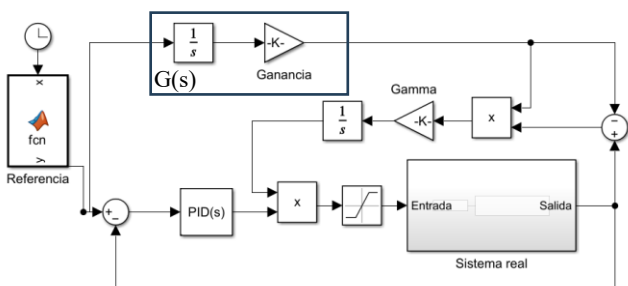 1
s
-K-
Ganancia
G(s)
x
fcn
y
Referencia
Gamma
1
s
-K-
x
−
+
+
−
PID(s)
x
Entrada
Salida
Sistema real